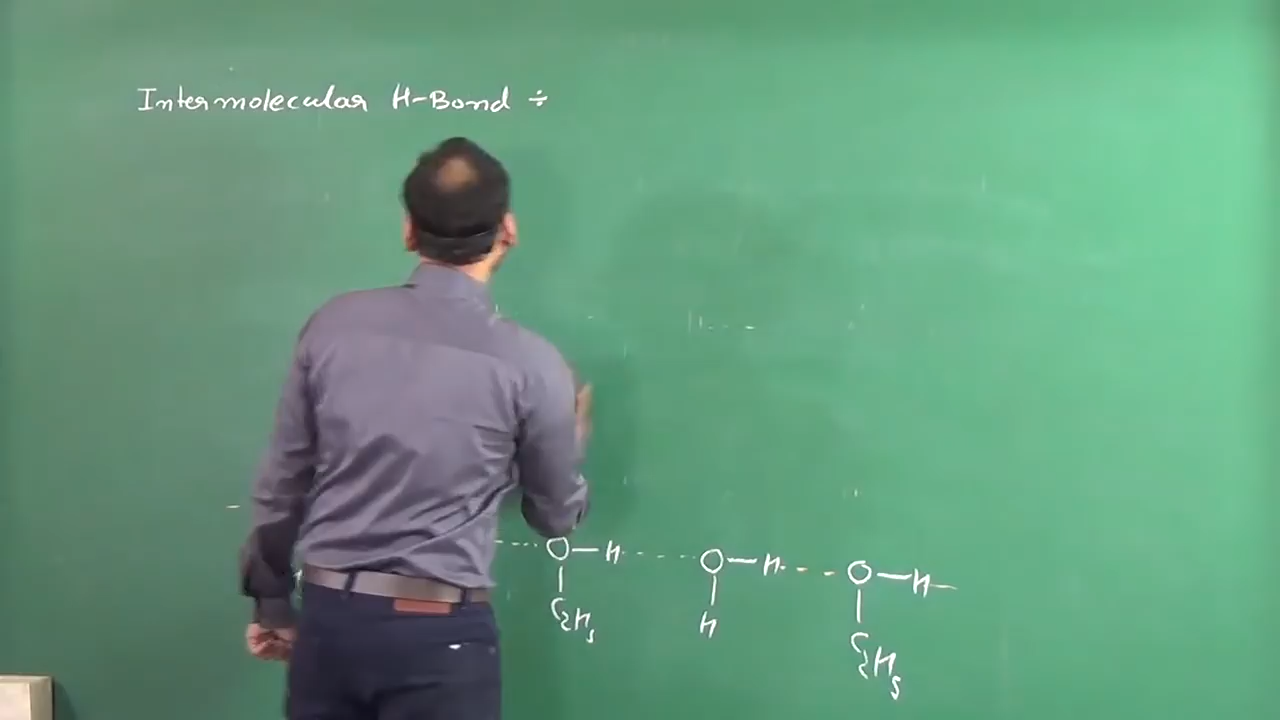 Intermolecular H-Bond ÷
O—H O—H O—H—
C₂H₅ H C₂H₅